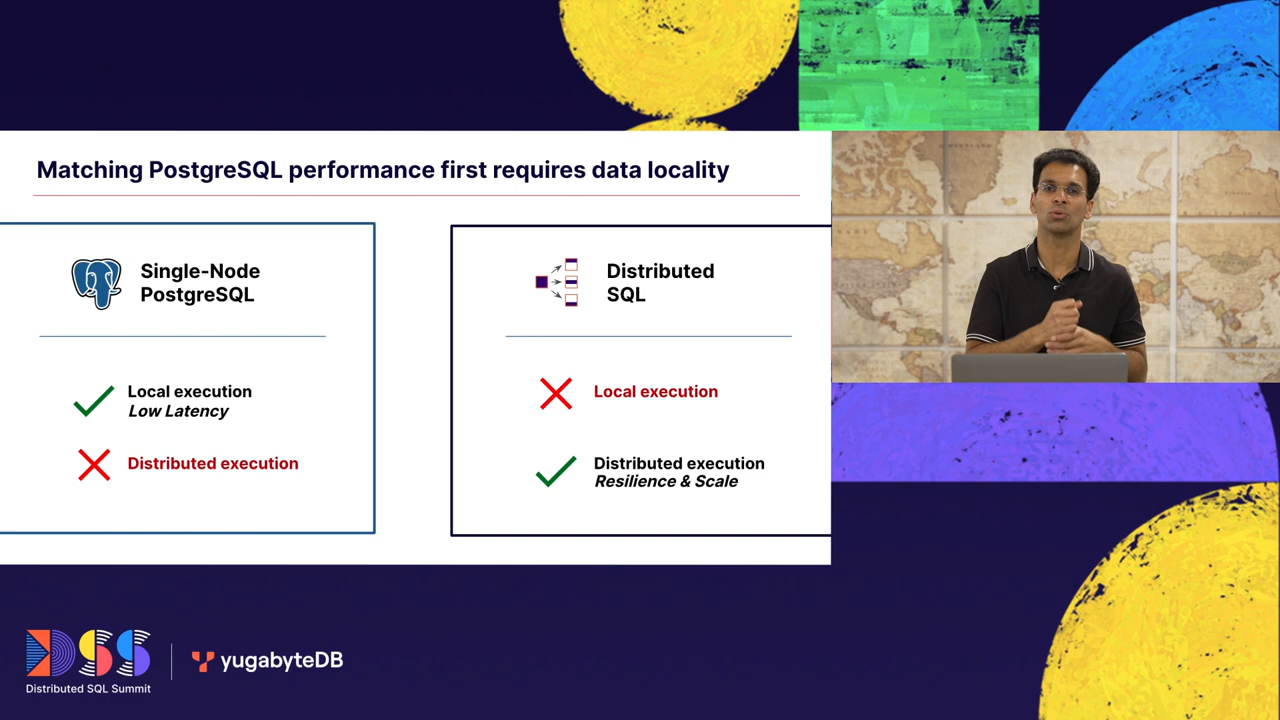 Matching PostgreSQL performance first requires data locality
Single-Node
PostgreSQL
Local execution
Low Latency
Distributed execution
Distributed
SQL
Local execution
Distributed execution
Resilience & Scale
DSS
Distributed SQL Summit
yugabyteDB